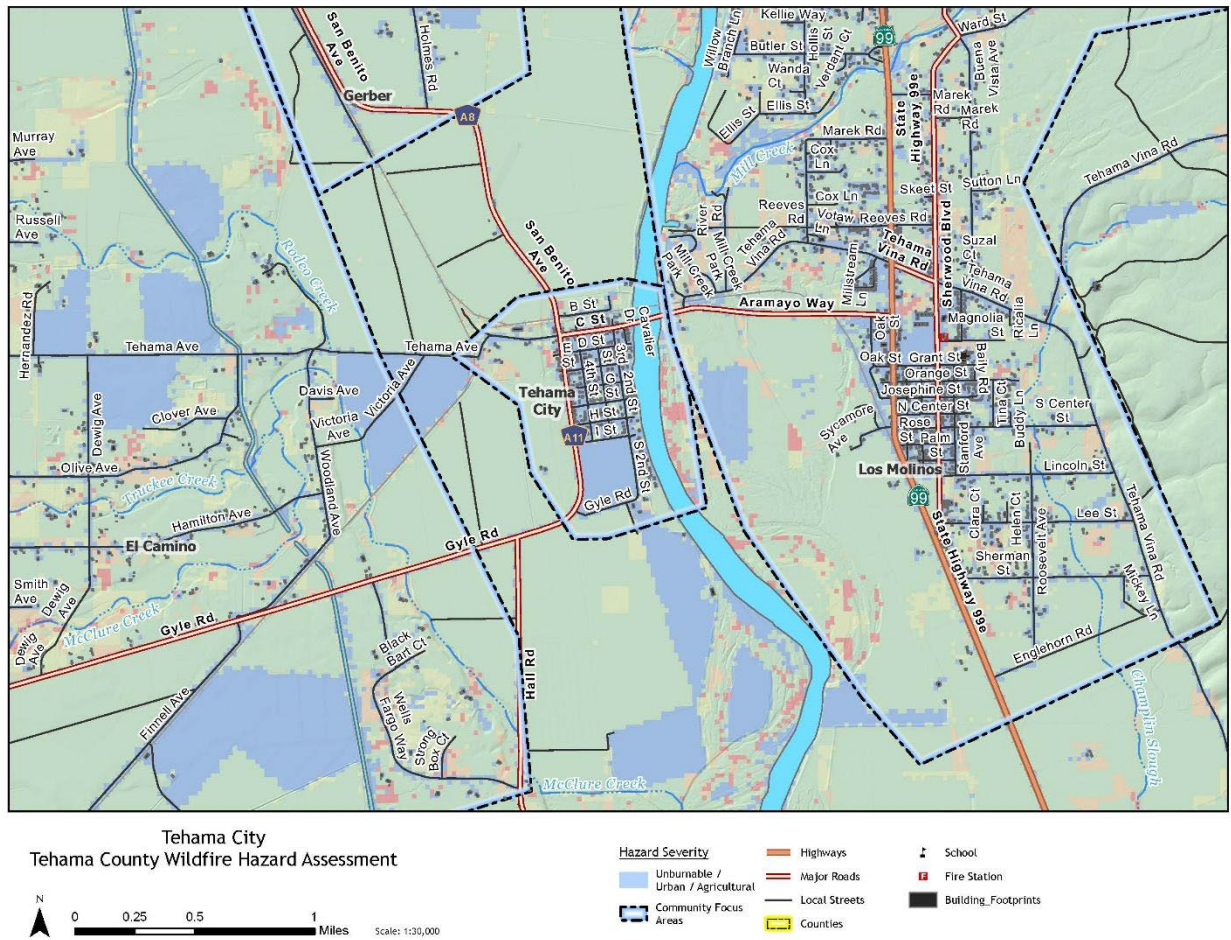 Kellie Way
Ward St
San Benito
Ave
Holmes Rd
Willow
Branch Ln
Butler St
Hollis
St
Verdant Ct
99
State
Highway, 99e
Buena
Vista Ave
Wanda
Ct
Gerber
A8
Ellis St
Ellis St
Marek
Rd
Marek
Rd
Murray
Ave
Marek Rd
Cox
Ln
Mill Creek
Tehama Vina Rd
Skeet St
Sutton Ln
Cox Ln
Russell
Ave
Rodeo Creek
San Benito
Ave
River
Rd
Reeves
Rd
Votaw
Ln
Reeves Rd
Tehama
Vina Rd
Mill Creek
Park
Mill Creek
Park
Tehama
Vina Rd
Sherwood Blvd
Suzal
Ct
Tehama
Vina Rd
Hernandez Rd
Millstream
Ln
B St
C St
D St
Cavalier
Dr
Aramayo Way
Oak
St
Magnolia
St
Ricalia
Ln
Tehama Ave
Tehama Ave
3rd
St
4th St
2nd St
G St
H St
I St
Oak St
Grant St
Orange St
Belly Rd
Davis Ave
Victoria Ave
Tehama
City
Josephine St
N Center St
Tina Ct
Buddy Ln
S Center
St
Dewig Ave
Clover Ave
Victoria
Ave
A11
Sycamore
Ave
Rose
St
Palm
St
Stanford
Ave
Olive Ave
Woodland Ave
S 2nd St
Los Molinos
Lincoln St
Truckee Creek
Gyle Rd
99
Clara Ct
Helen Ct
Roosevelt Ave
Lee St
Tehama Vina Rd
Hamilton Ave
El Camino
Gyle Rd
State Highway 99e
Sherman
St
Mickey Ln
Smith
Ave
Dewig
Ave
Dewig
Ave
McClure Creek
Gyle Rd
Black
Bart Ct
Hall Rd
Englehorn Rd
Finnell Ave
Wells
Fargo Way
Strong
Box Ct
McClure Creek
Champlin Slough
Tehama City
Tehama County Wildfire Hazard Assessment
N
0 0.25 0.5 1
Miles
Scale: 1:30,000
Hazard Severity
Unburnable /
Urban / Agricultural
Community Focus
Areas
Highways
Major Roads
Local Streets
Counties
School
F
Fire Station
Building_Footprints